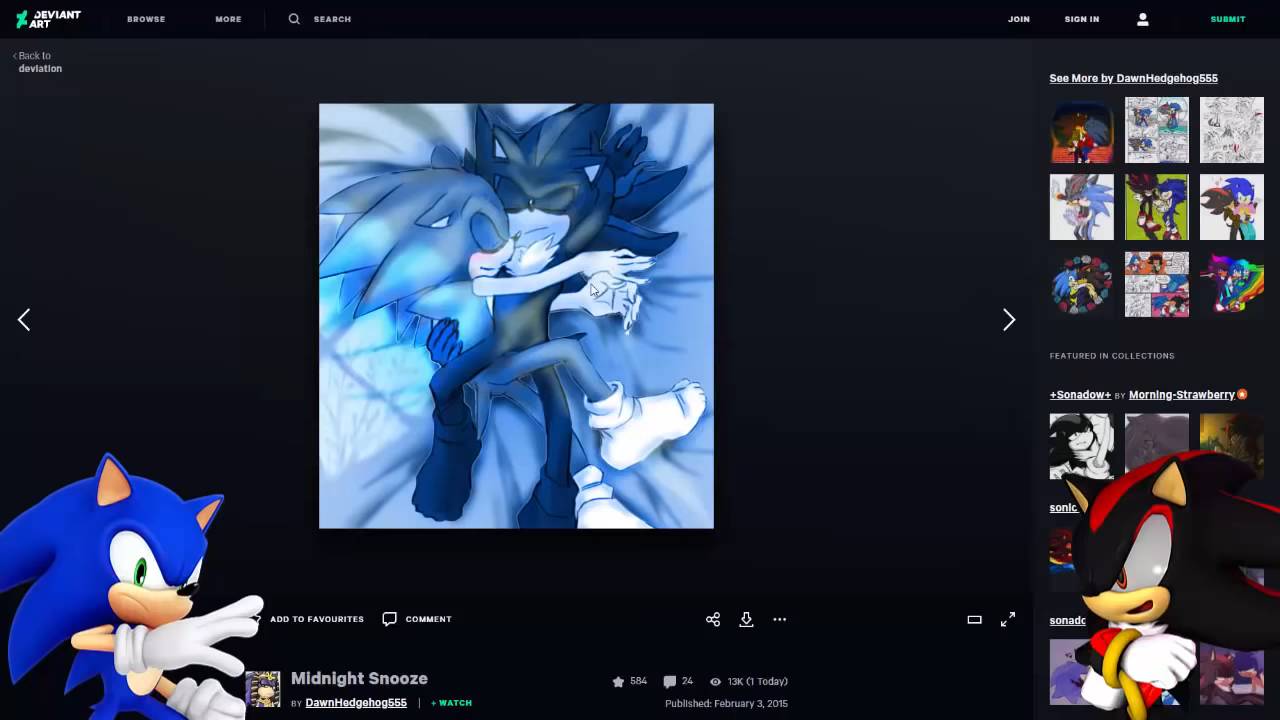 DEVIANT ART
BROWSE
MORE
SEARCH
JOIN
SIGN IN
SUBMIT
Back to
deviation
See More by DawnHedgehog555
FEATURED IN COLLECTIONS
+Sonadow+ BY Morning-Strawberry
sonic
sonado
ADD TO FAVOURITES
COMMENT
Midnight Snooze
BY DawnHedgehog555 | + WATCH
584
24
13K (1 Today)
Published: February 3, 2015